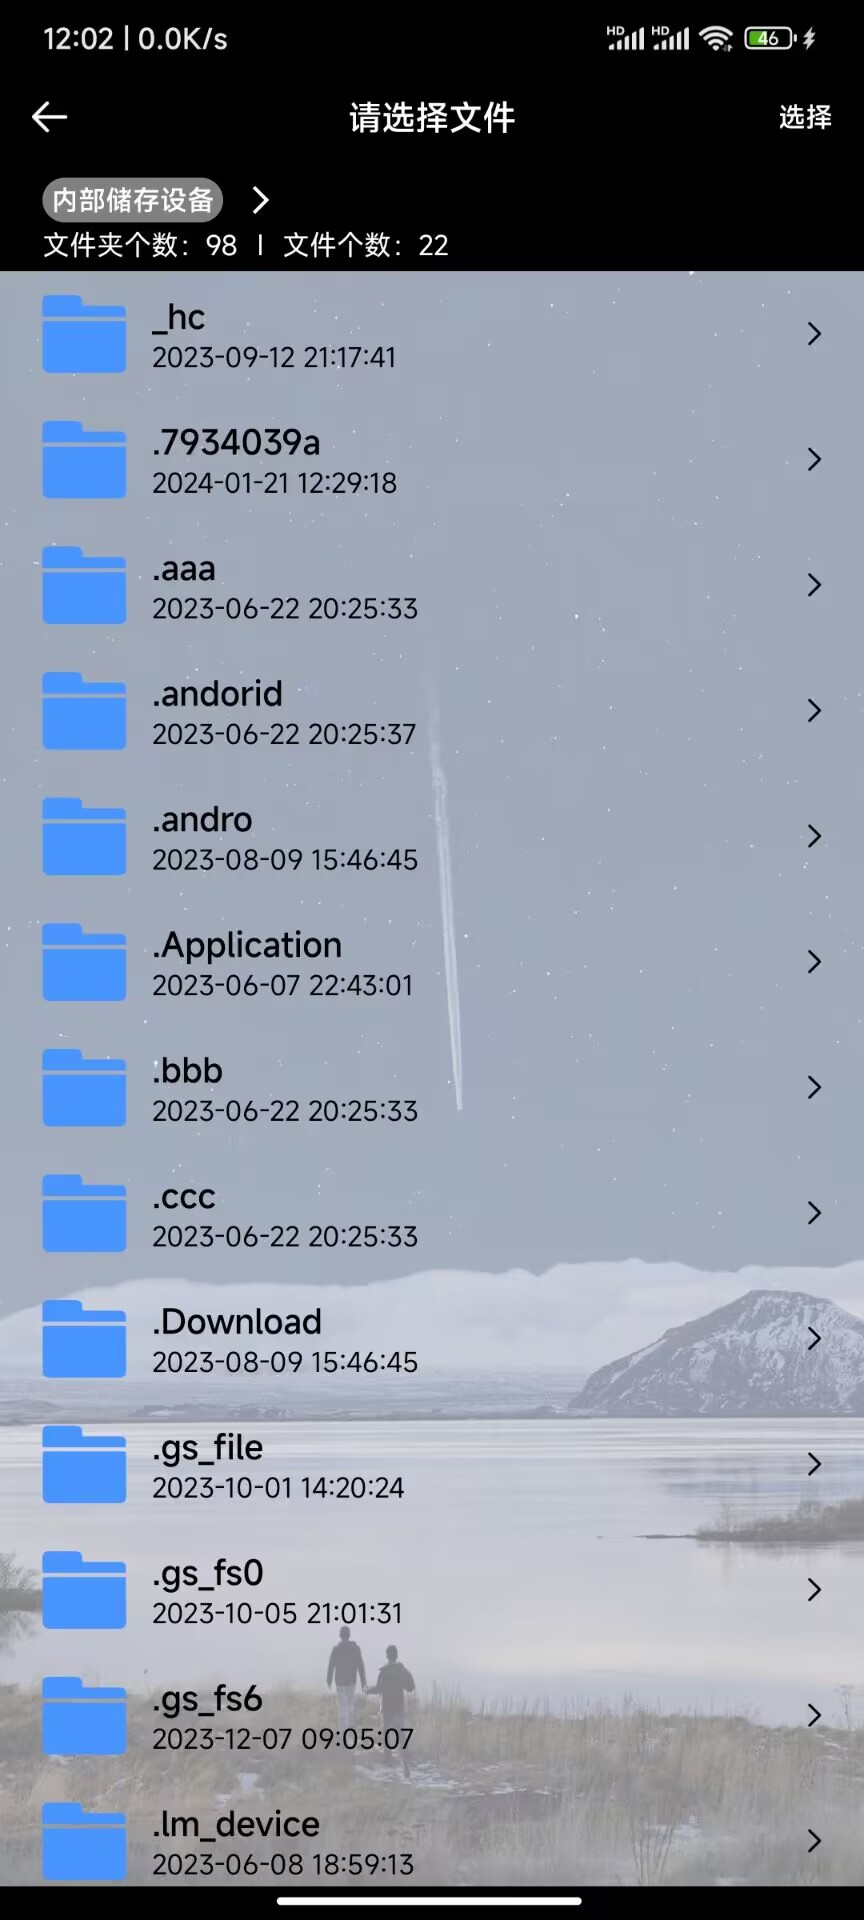 12:02 | 0.0K/s HD HD 46
请选择文件 选择
内部储存设备
文件夹个数：98 | 文件个数：22
_hc
2023-09-12 21:17:41
.7934039a
2024-01-21 12:29:18
.aaa
2023-06-22 20:25:33
.andorid
2023-06-22 20:25:37
.andro
2023-08-09 15:46:45
.Application
2023-06-07 22:43:01
.bbb
2023-06-22 20:25:33
.ccc
2023-06-22 20:25:33
.Download
2023-08-09 15:46:45
.gs_file
2023-10-01 14:20:24
.gs_fs0
2023-10-05 21:01:31
.gs_fs6
2023-12-07 09:05:07
.lm_device
2023-06-08 18:59:13